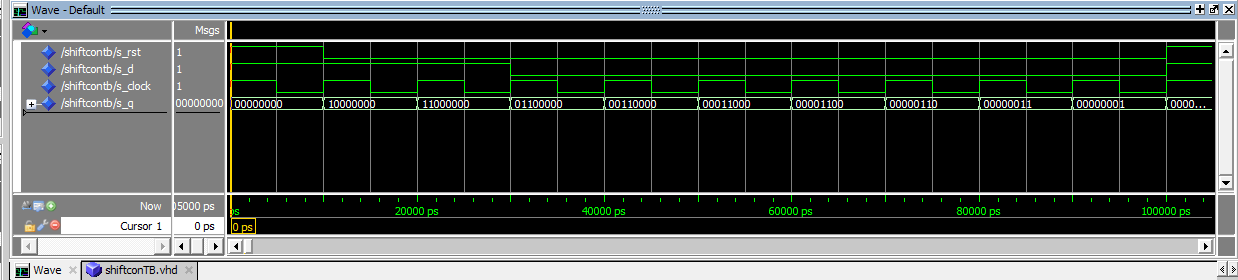 Wave - Default
Msgs
/shiftcontb/s_rst 1
/shiftcontb/s_d 1
/shiftcontb/s_clock 1
/shiftcontb/s_q 00000000 00000000 10000000 11000000 01100000 00110000 00011000 00001100 00000110 00000011 00000001 0000...
Now 05000 ps ps 20000 ps 40000 ps 60000 ps 80000 ps 100000 ps
Cursor 1 0 ps 0 ps
Wave shiftconTB.vhd